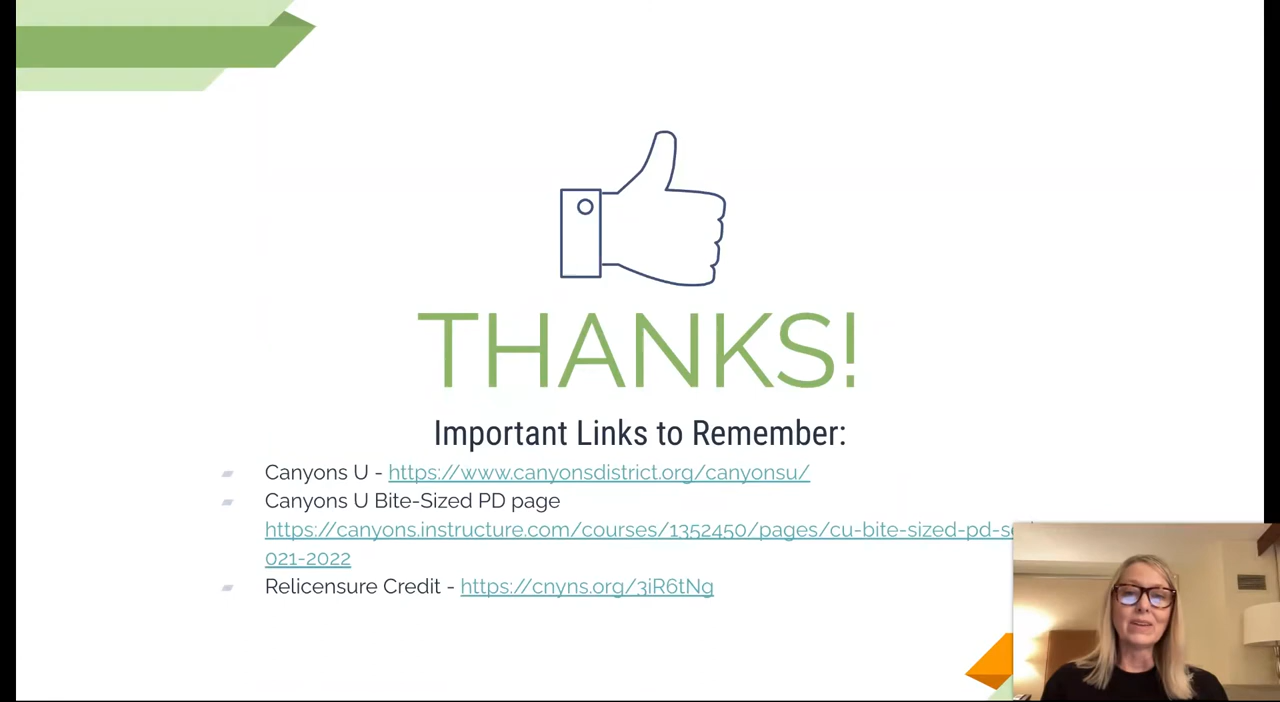 THANKS!
Important Links to Remember:
Canyons U - https://www.canyonsdistrict.org/canyonsu/
Canyons U Bite-Sized PD page
https://canyons.instructure.com/courses/1352450/pages/cu-bite-sized-pd-s
021-2022
Relicensure Credit - https://cnyns.org/3iR6tNg